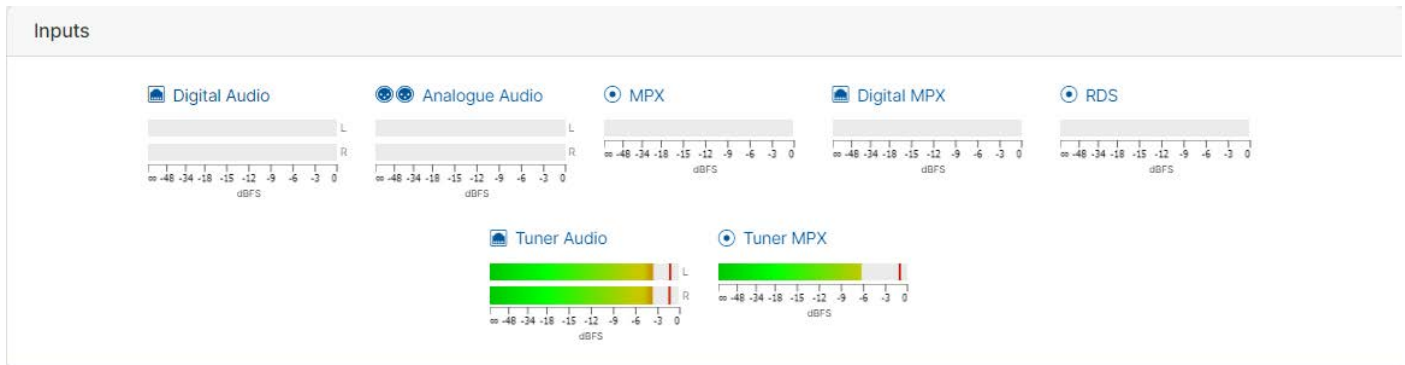 Inputs
Digital Audio
L
R
∞ -48 -34 -18 -15 -12 -9 -6 -3 0
dBFS
Analogue Audio
L
R
∞ -48 -34 -18 -15 -12 -9 -6 -3 0
dBFS
MPX
∞ -48 -34 -18 -15 -12 -9 -6 -3 0
dBFS
Digital MPX
∞ -48 -34 -18 -15 -12 -9 -6 -3 0
dBFS
RDS
∞ -48 -34 -18 -15 -12 -9 -6 -3 0
dBFS
Tuner Audio
L
R
∞ -48 -34 -18 -15 -12 -9 -6 -3 0
dBFS
Tuner MPX
∞ -48 -34 -18 -15 -12 -9 -6 -3 0
dBFS